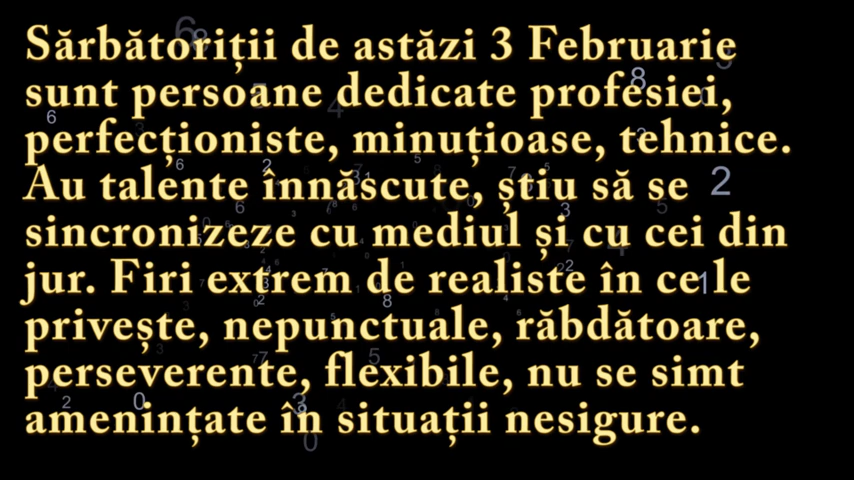 Sărbătoriții de astăzi 3 Februarie
sunt persoane dedicate profesiei,
perfecționiste, minuțioase, tehnice.
Au talente înnăscute, știu să se
sincronizeze cu mediul și cu cei din
jur. Firi extrem de realiste în ce le
privește, nepunctuale, răbdătoare,
perseverente, flexibile, nu se simt
amenințate în situații nesigure.